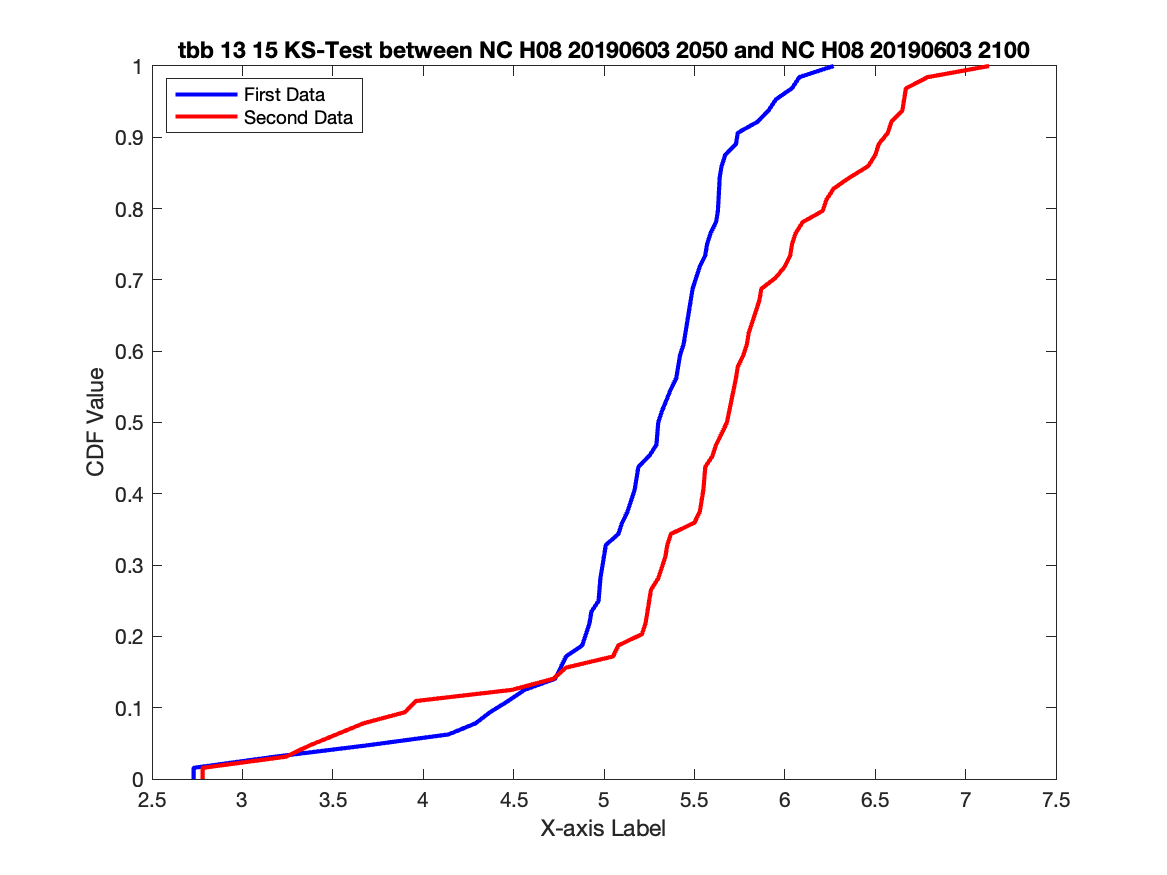 tbb 13 15 KS-Test between NC H08 20190603 2050 and NC H08 20190603 2100
First Data
Second Data
1
0.9
0.8
0.7
0.6
0.5
0.4
0.3
0.2
0.1
0
CDF Value
2.5 3 3.5 4 4.5 5 5.5 6 6.5 7 7.5
X-axis Label